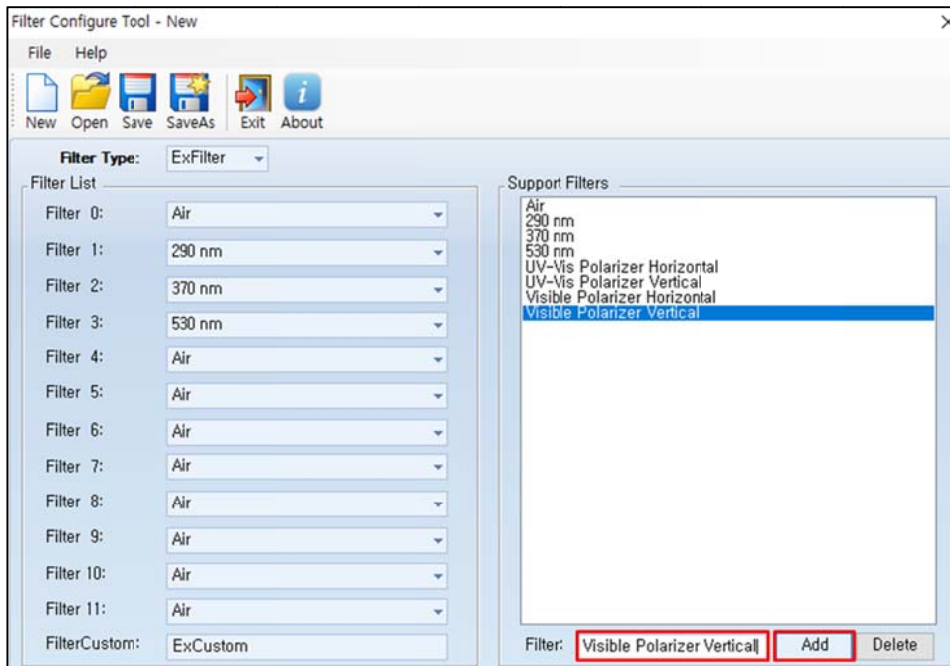 Filter Configure Tool - New
File Help
New Open Save SaveAs Exit About
Filter Type: ExFilter
Filter List
Filter 0: Air
Filter 1: 290 nm
Filter 2: 370 nm
Filter 3: 530 nm
Filter 4: Air
Filter 5: Air
Filter 6: Air
Filter 7: Air
Filter 8: Air
Filter 9: Air
Filter 10: Air
Filter 11: Air
FilterCustom: ExCustom
Support Filters
Air
290 nm
370 nm
530 nm
UV-Vis Polarizer Horizontal
UV-Vis Polarizer Vertical
Visible Polarizer Horizontal
Visible Polarizer Vertical
Filter: Visible Polarizer Vertical Add Delete